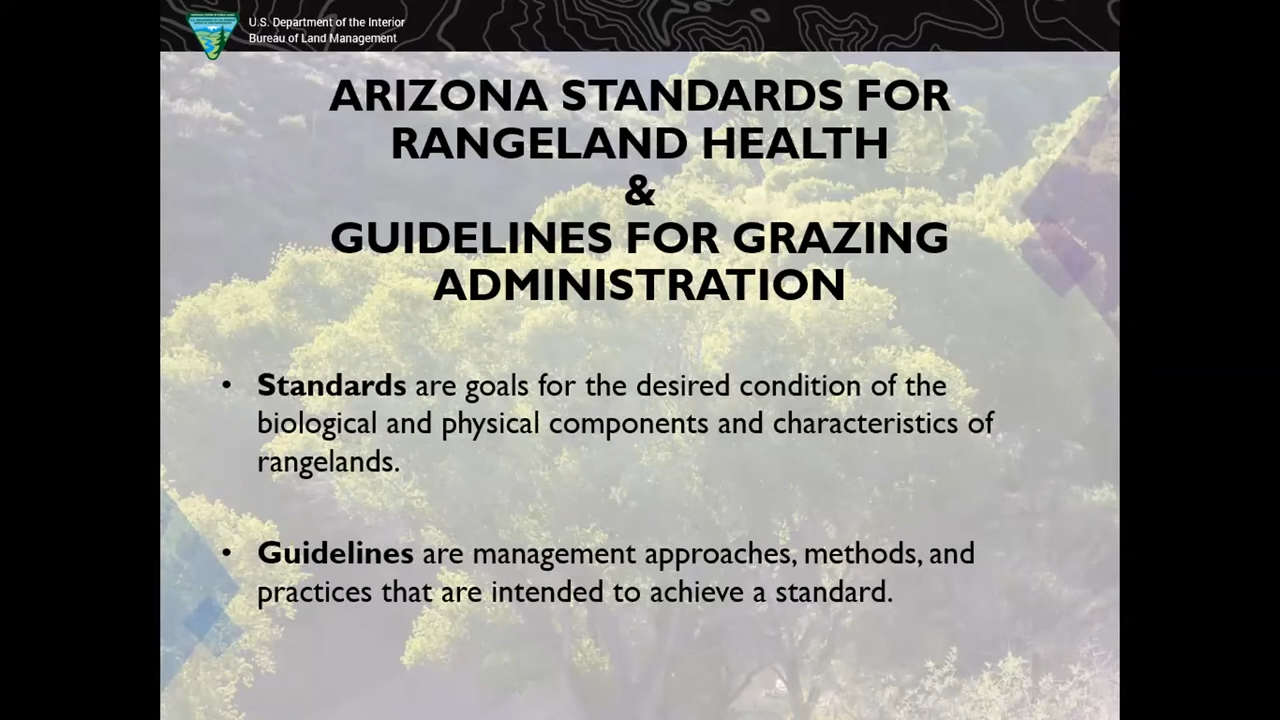 U.S. Department of the Interior
Bureau of Land Management
ARIZONA STANDARDS FOR
RANGELAND HEALTH
&
GUIDELINES FOR GRAZING
ADMINISTRATION
• Standards are goals for the desired condition of the
biological and physical components and characteristics of
rangelands.
• Guidelines are management approaches, methods, and
practices that are intended to achieve a standard.